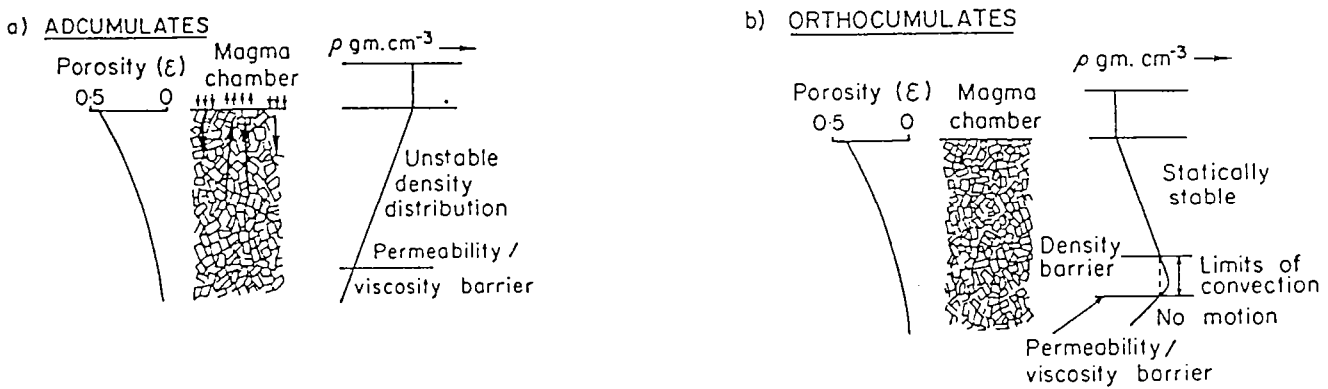 a) ADCUMULATES
ρ gm. cm⁻³
Porosity (ε)
0·5 0
Magma
chamber
Unstable
density
distribution
Permeability /
viscosity barrier
b) ORTHOCUMULATES
ρ gm. cm⁻³
Porosity (ε)
0·5 0
Magma
chamber
Statically
stable
Density
barrier
Limits of
convection
No motion
Permeability /
viscosity barrier